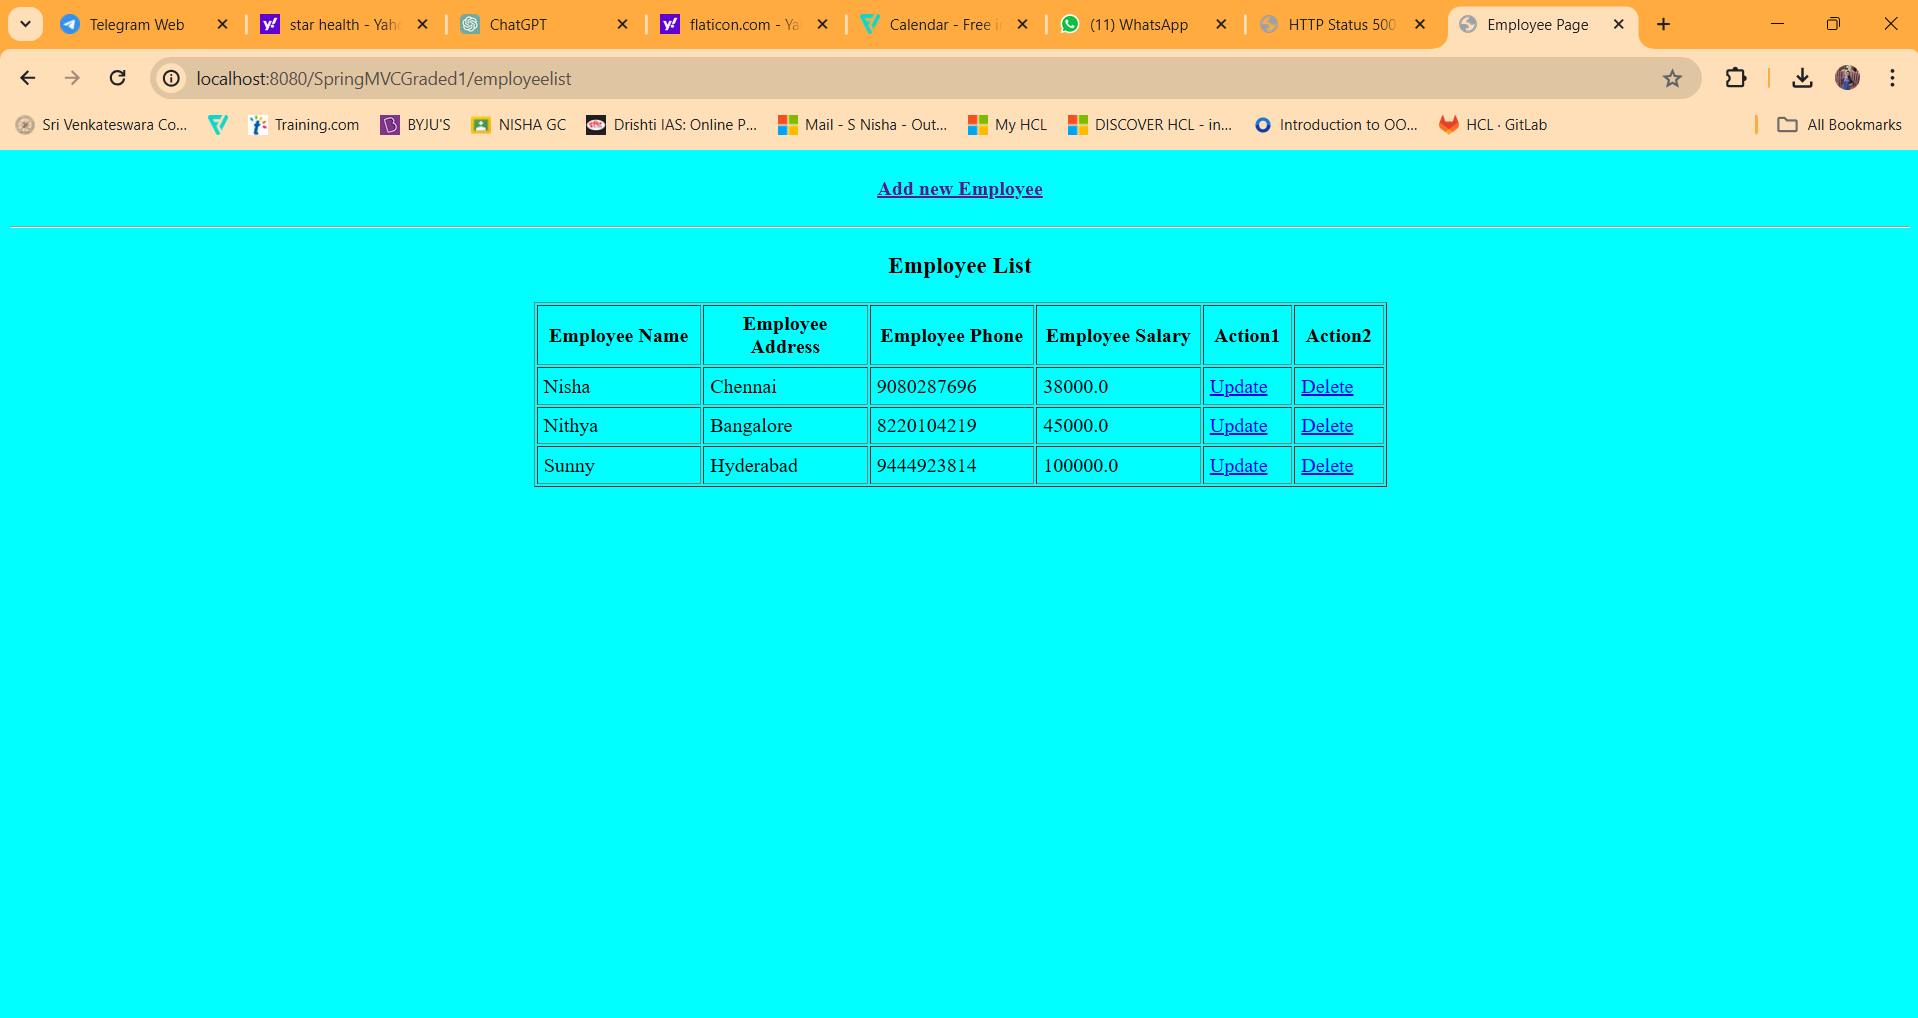 Telegram Web
star health - Yah
ChatGPT
flaticon.com - Ya
Calendar - Free i
(11) WhatsApp
HTTP Status 500
Employee Page
localhost:8080/SpringMVCGraded1/employeelist
Sri Venkateswara Co...
Training.com
BYJU'S
NISHA GC
Drishti IAS: Online P...
Mail - S Nisha - Out...
My HCL
DISCOVER HCL - in...
Introduction to OO...
HCL · GitLab
All Bookmarks
Add new Employee
Employee List
Employee Name Employee Address Employee Phone Employee Salary Action1 Action2
Nisha Chennai 9080287696 38000.0 Update Delete
Nithya Bangalore 8220104219 45000.0 Update Delete
Sunny Hyderabad 9444923814 100000.0 Update Delete